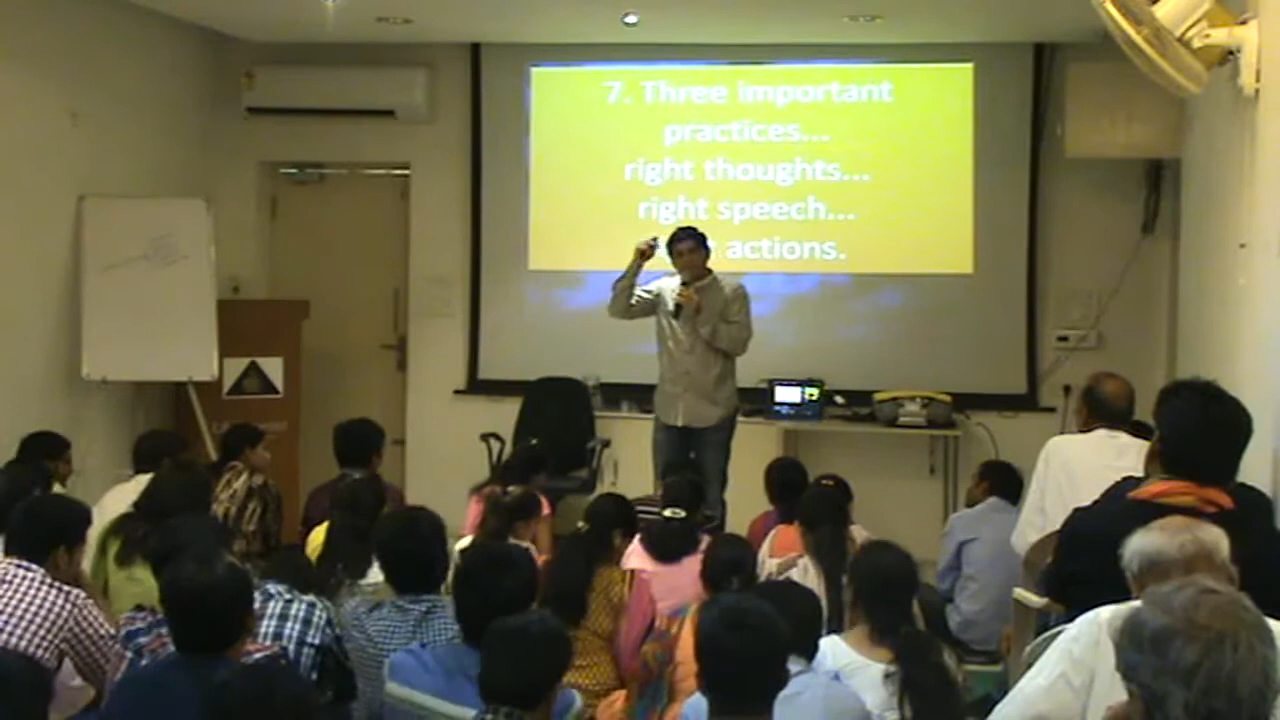 7. Three important
practices...
right thoughts...
right speech...
actions.